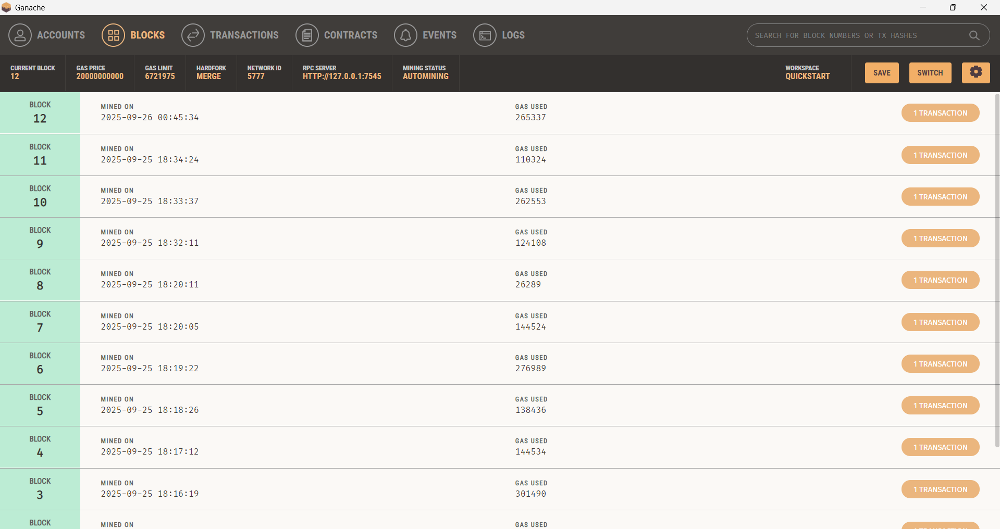 Ganache
ACCOUNTS BLOCKS TRANSACTIONS CONTRACTS EVENTS LOGS SEARCH FOR BLOCK NUMBERS OR TX HASHES
CURRENT BLOCK GAS PRICE GAS LIMIT HARDFORK NETWORK ID RPC SERVER MINING STATUS WORKSPACE
12 20000000000 6721975 MERGE 5777 HTTP://127.0.0.1:7545 AUTOMINING QUICKSTART SAVE SWITCH
BLOCK MINED ON GAS USED
12 2025-09-26 00:45:34 265337 1 TRANSACTION
BLOCK MINED ON GAS USED
11 2025-09-25 18:34:24 110324 1 TRANSACTION
BLOCK MINED ON GAS USED
10 2025-09-25 18:33:37 262553 1 TRANSACTION
BLOCK MINED ON GAS USED
9 2025-09-25 18:32:11 124108 1 TRANSACTION
BLOCK MINED ON GAS USED
8 2025-09-25 18:20:11 26289 1 TRANSACTION
BLOCK MINED ON GAS USED
7 2025-09-25 18:20:05 144524 1 TRANSACTION
BLOCK MINED ON GAS USED
6 2025-09-25 18:19:22 276989 1 TRANSACTION
BLOCK MINED ON GAS USED
5 2025-09-25 18:18:26 138436 1 TRANSACTION
BLOCK MINED ON GAS USED
4 2025-09-25 18:17:12 144534 1 TRANSACTION
BLOCK MINED ON GAS USED
3 2025-09-25 18:16:19 301490 1 TRANSACTION
BLOCK MINED ON GAS USED